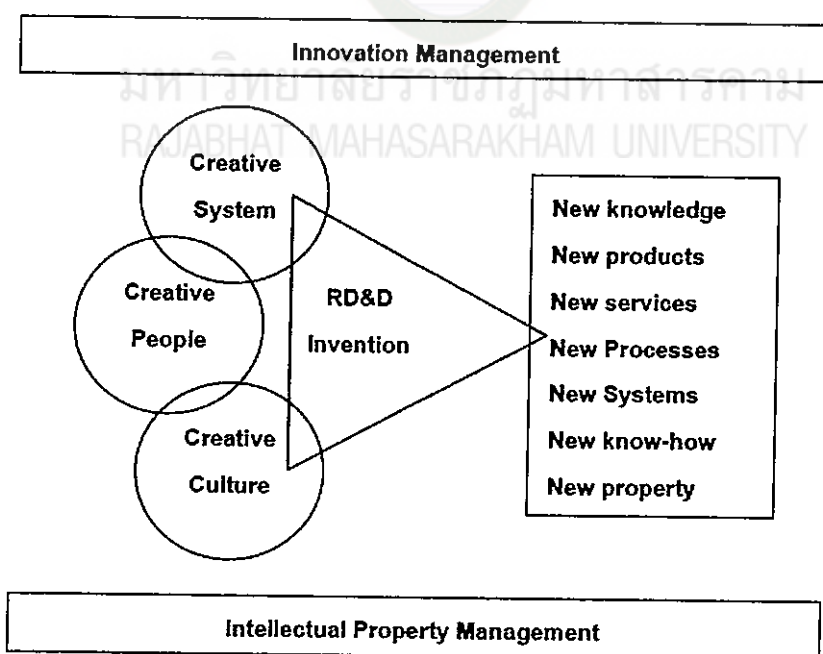 Innovation Management
มหาวิทยาลัยราชภัฏมหาสารคาม
RAJABHAT MAHASARAKHAM UNIVERSITY
Creative
System
Creative
People
Creative
Culture
RD&D
Invention
New knowledge
New products
New services
New Processes
New Systems
New know-how
New property
Intellectual Property Management